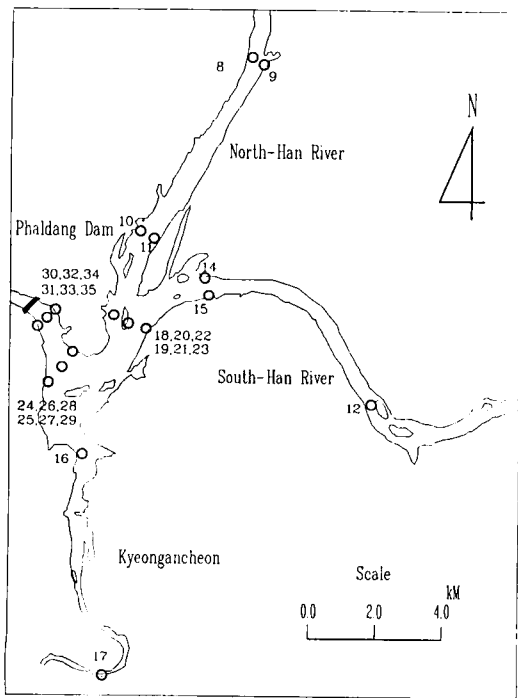 8
9
N
North-Han River
10
Phaldang Dam
11
30,32,34
31,33,35
14
15
18,20,22
19,21,23
South-Han River
12
24,26,28
25,27,29
16
Kyeongancheon
Scale
kM
0.0 2.0 4.0
17